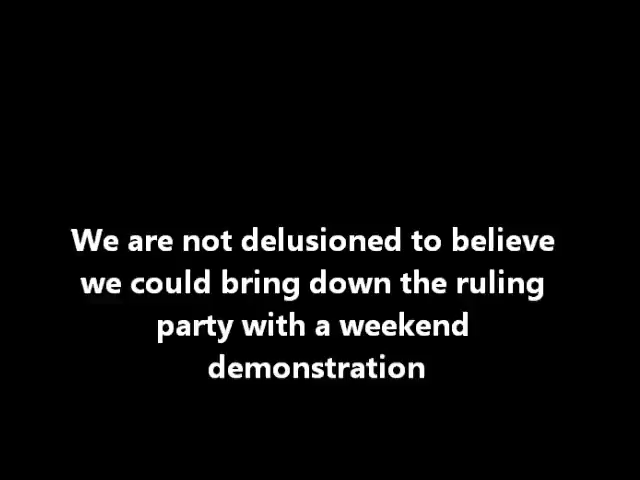 We are not delusioned to believe
we could bring down the ruling
party with a weekend
demonstration